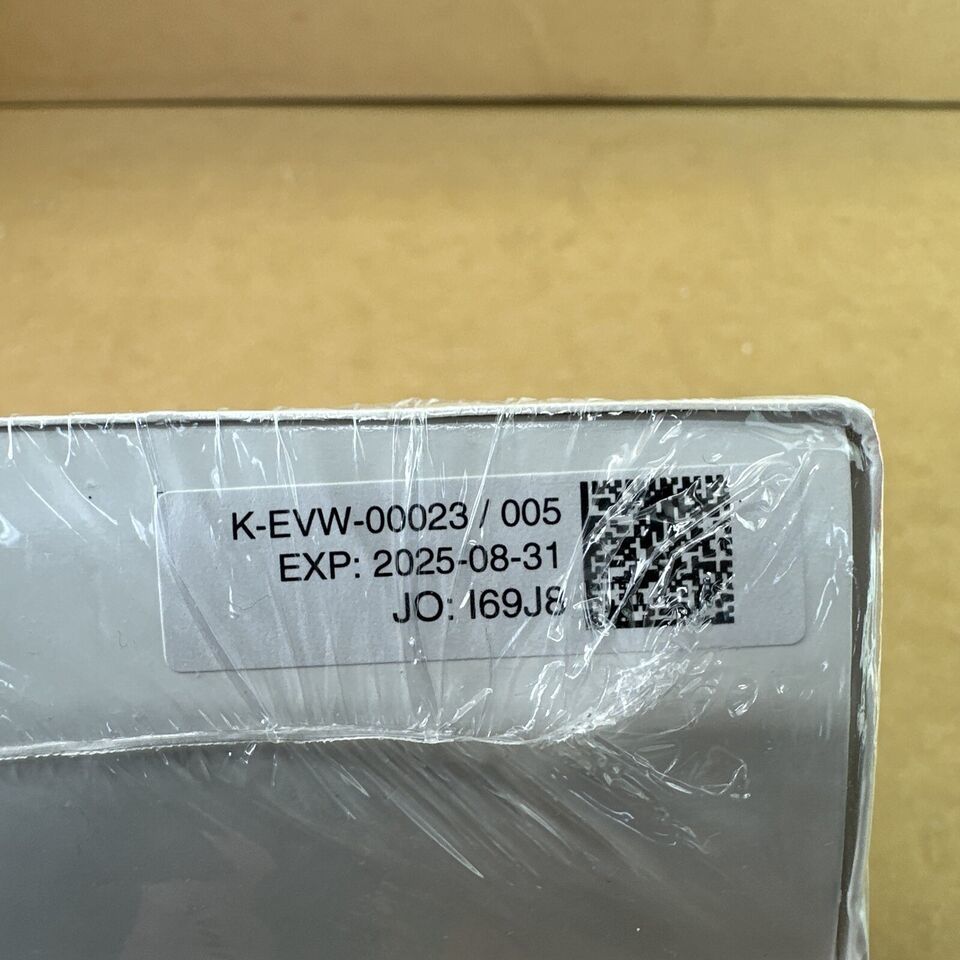 K-EVW-00023 / 005
EXP: 2025-08-31
JO: I69J8